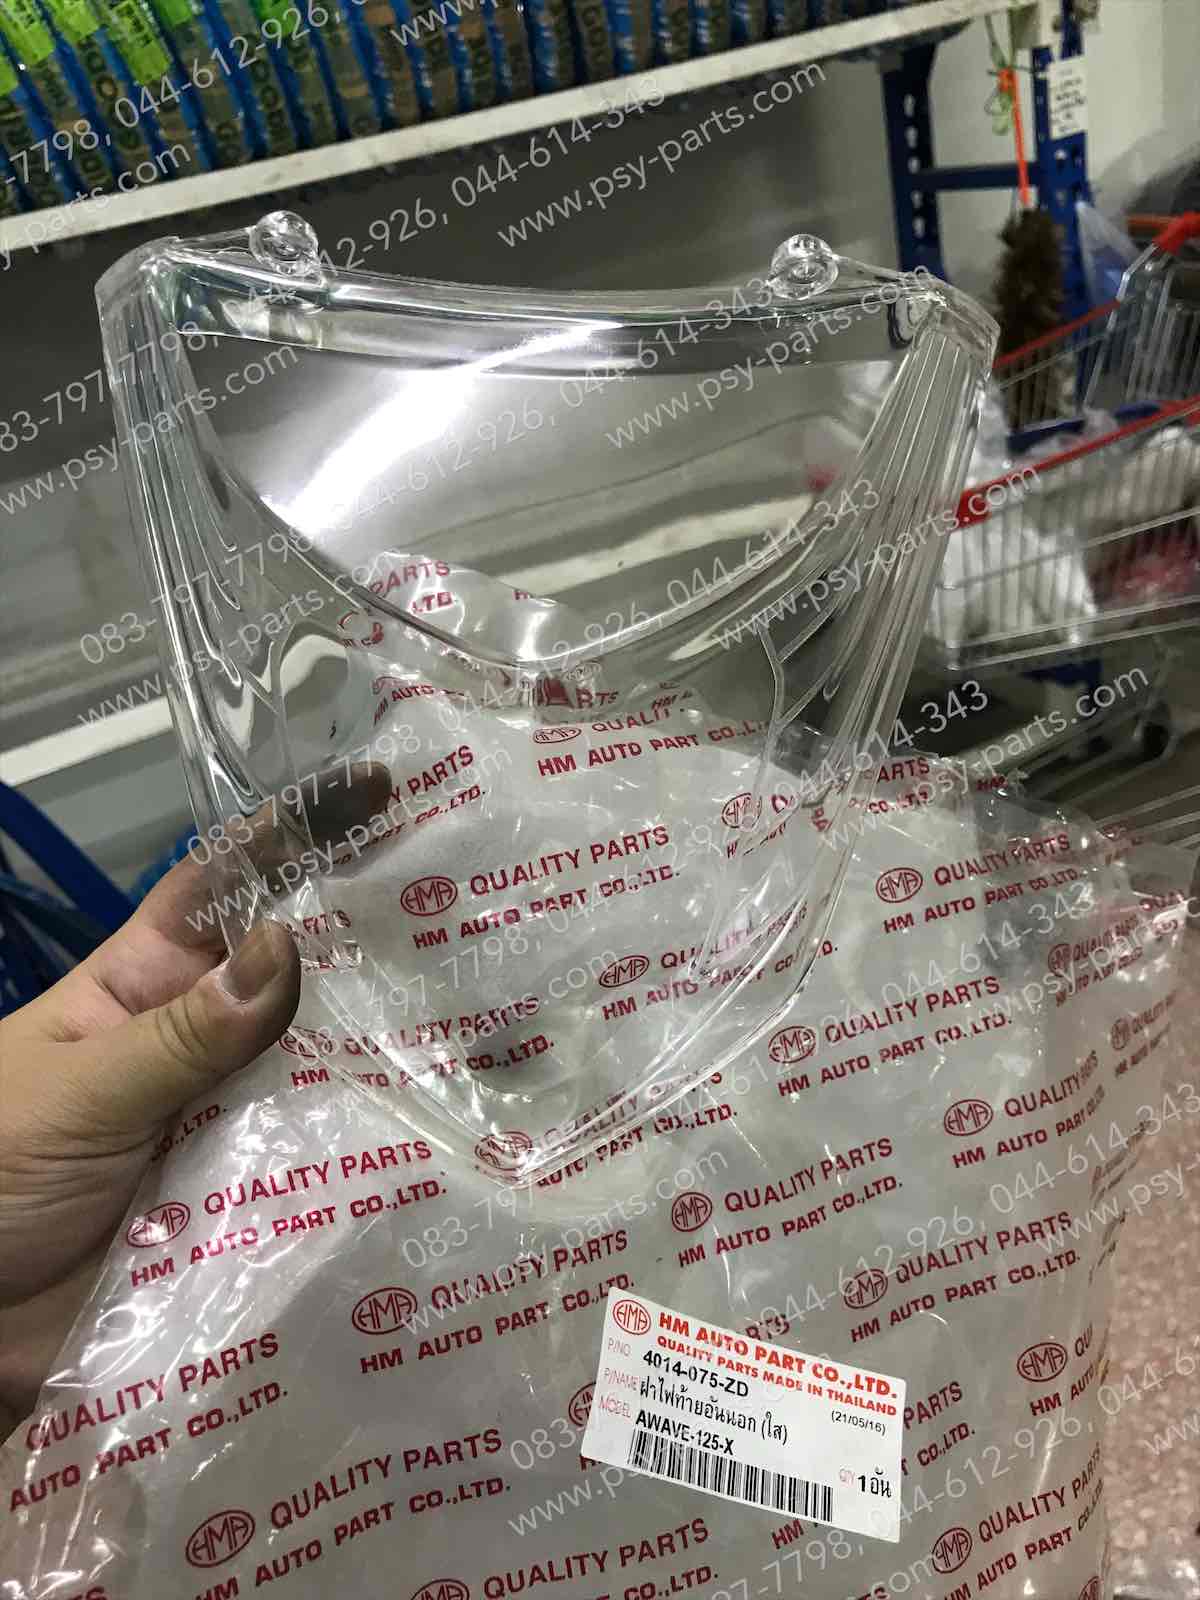 083-797-7798, 044-612-926, 044-614-343
www.psy-parts.com
HMA QUALITY PARTS
HM AUTO PART CO.,LTD.
HMA HM AUTO PART CO.,LTD.
QUALITY PARTS MADE IN THAILAND
P/NO 4014-075-ZD
(21/05/16)
P/NAME ฝาไฟท้ายอันนอก (ใส)
MODEL AWAVE-125-X
QTY 1 อัน